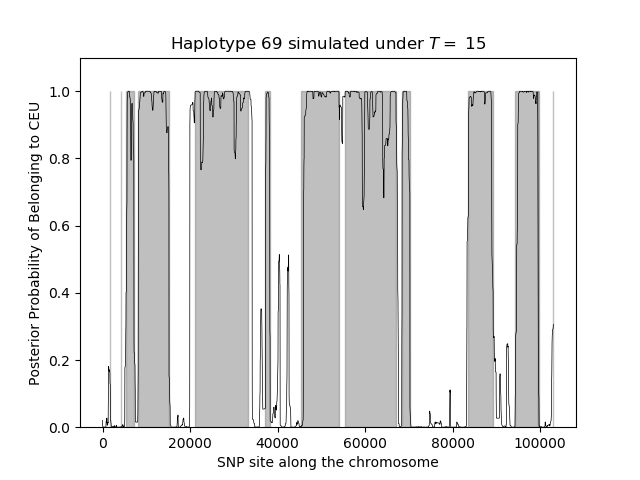 Haplotype 69 simulated under T = 15
Posterior Probability of Belonging to CEU
1.0
0.8
0.6
0.4
0.2
0.0
0 20000 40000 60000 80000 100000
SNP site along the chromosome